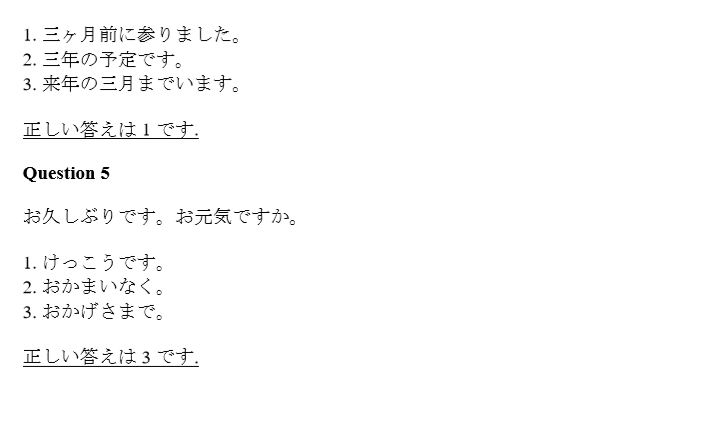 1. 三ヶ月前に参りました。
2. 三年の予定です。
3. 来年の三月までいます。
正しい答えは 1 です.
Question 5
お久しぶりです。お元気ですか。
1. けっこうです。
2. おかまいなく。
3. おかげさまで。
正しい答えは 3 です.